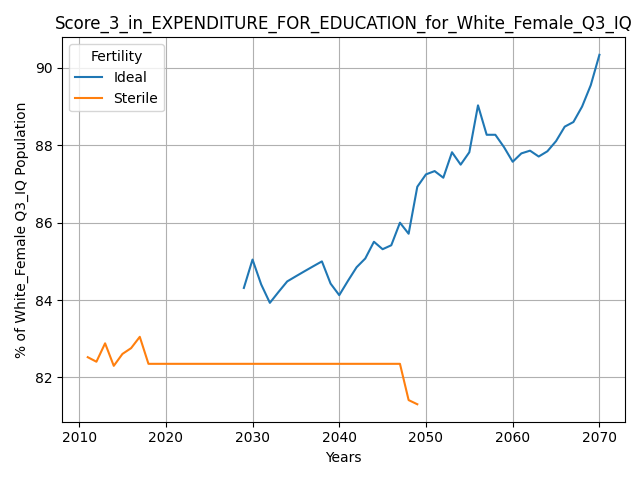 Score_3_in_EXPENDITURE_FOR_EDUCATION_for_White_Female_Q3_IQ
Fertility
Ideal
Sterile
% of White_Female Q3_IQ Population
90
88
86
84
82
2010 2020 2030 2040 2050 2060 2070
Years